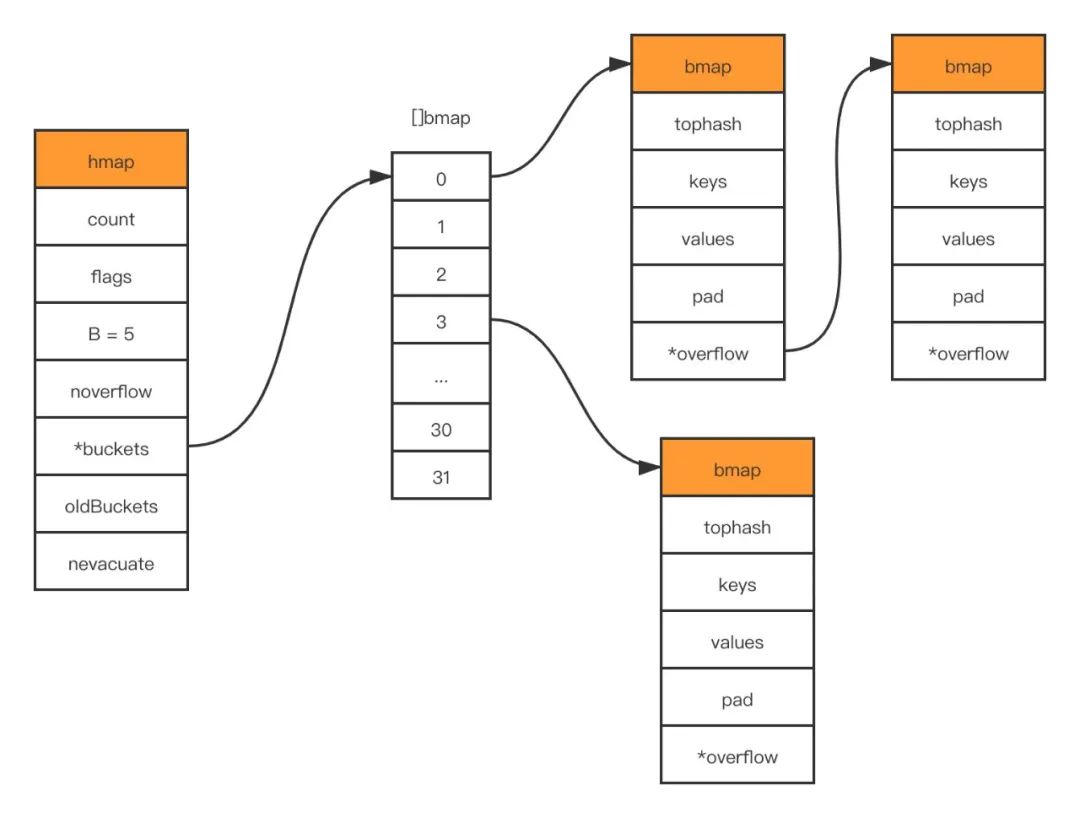 hmap
count
flags
B = 5
noverflow
*buckets
oldBuckets
nevacuate
[]bmap
0
1
2
3
...
30
31
bmap
tophash
keys
values
pad
*overflow
bmap
tophash
keys
values
pad
*overflow
bmap
tophash
keys
values
pad
*overflow